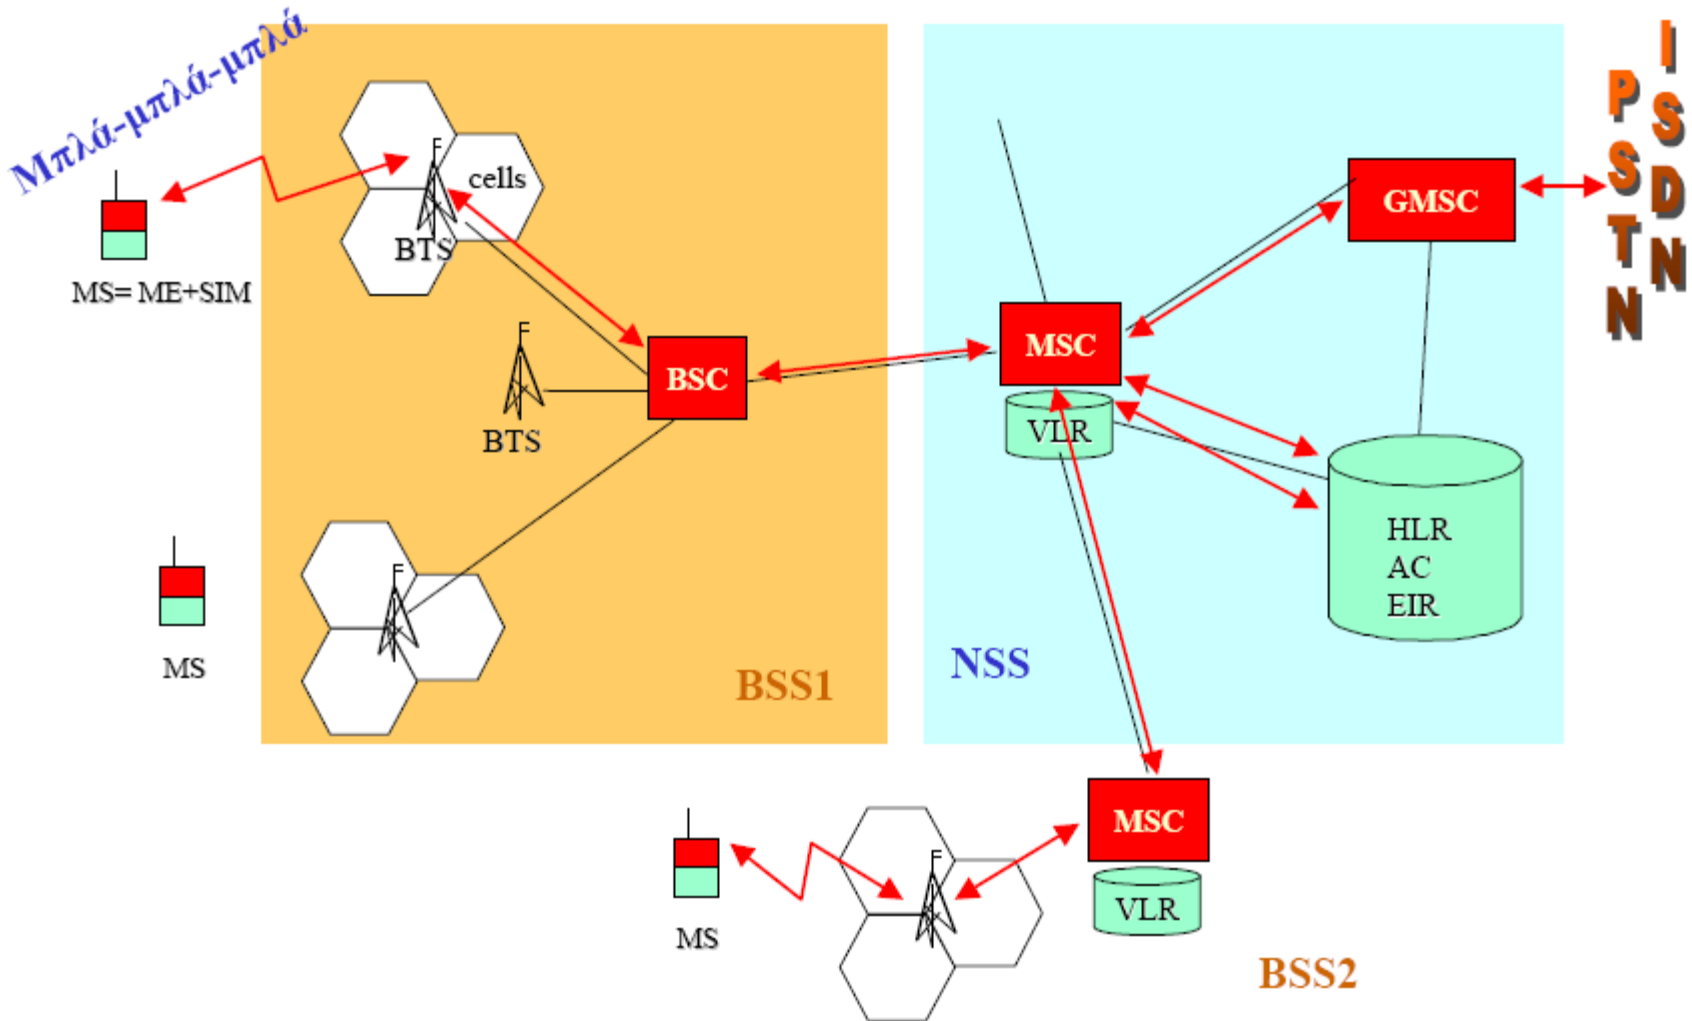 Μπλά-μπλά-μπλά
MS= ME+SIM
cells
BTS
BTS
BSC
MS
BSS1
MSC
VLR
GMSC
HLR
AC
EIR
NSS
PSTN
ISDN
MS
MSC
VLR
BSS2